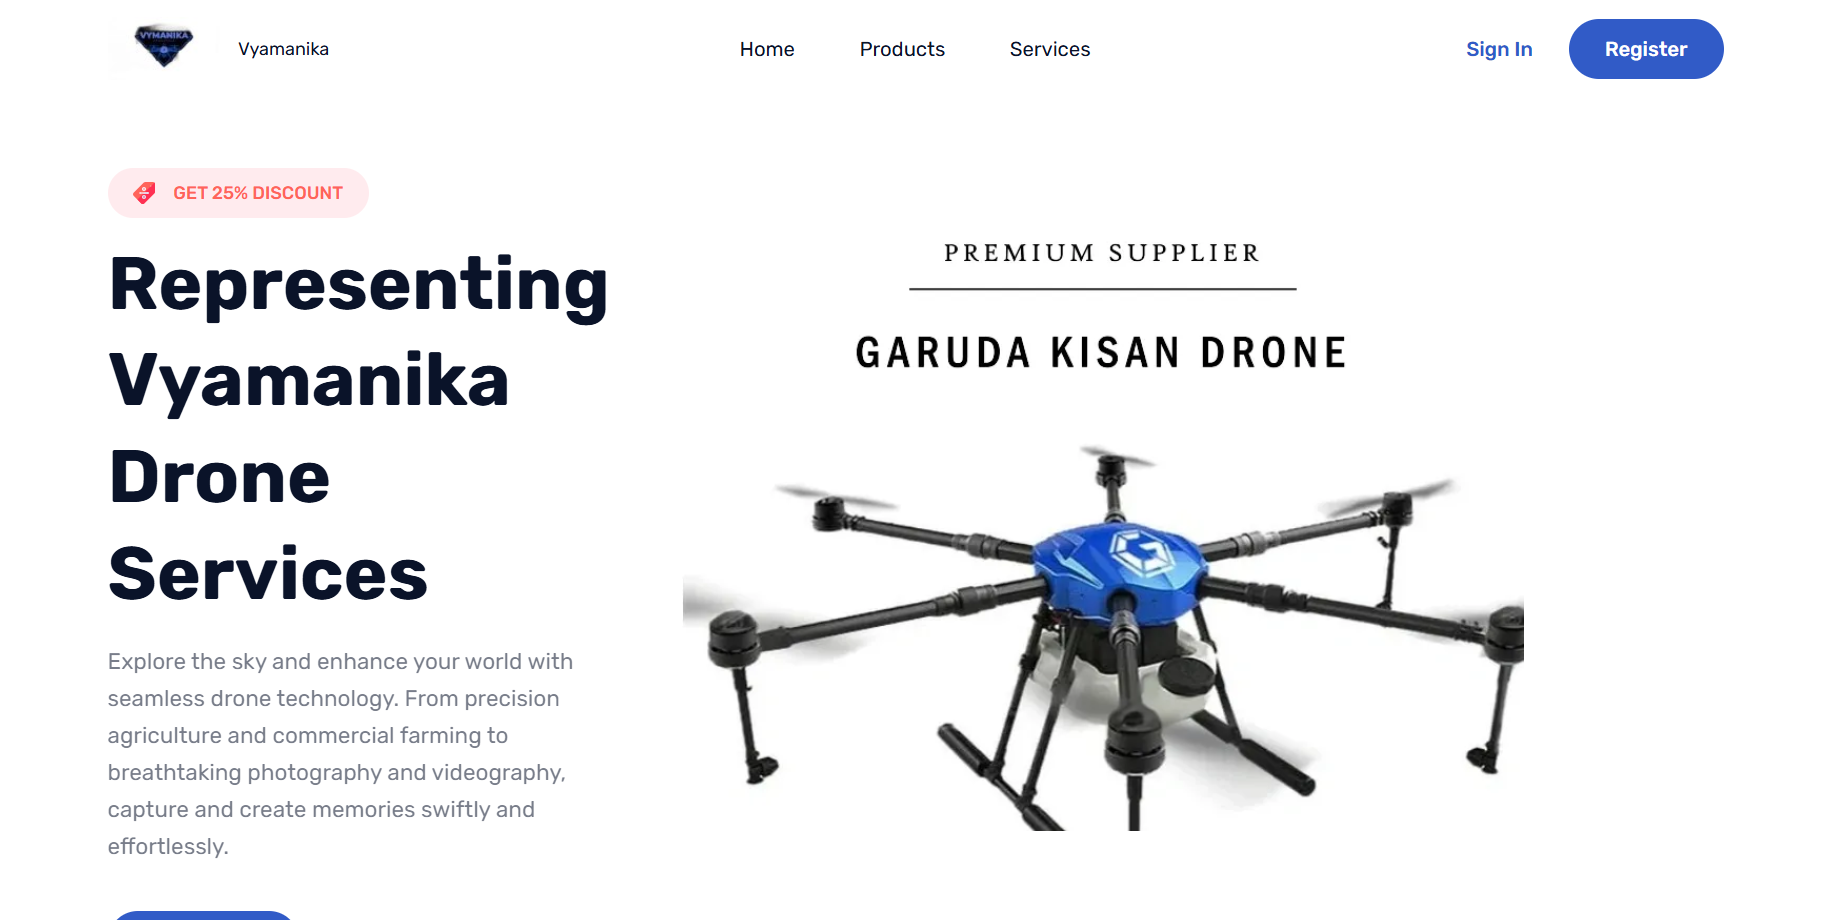 VYMANIKA
Vyamanika
Home
Products
Services
Sign In
Register
GET 25% DISCOUNT
Representing
Vyamanika
Drone
Services
Explore the sky and enhance your world with
seamless drone technology. From precision
agriculture and commercial farming to
breathtaking photography and videography,
capture and create memories swiftly and
effortlessly.
PREMIUM SUPPLIER
GARUDA KISAN DRONE
G